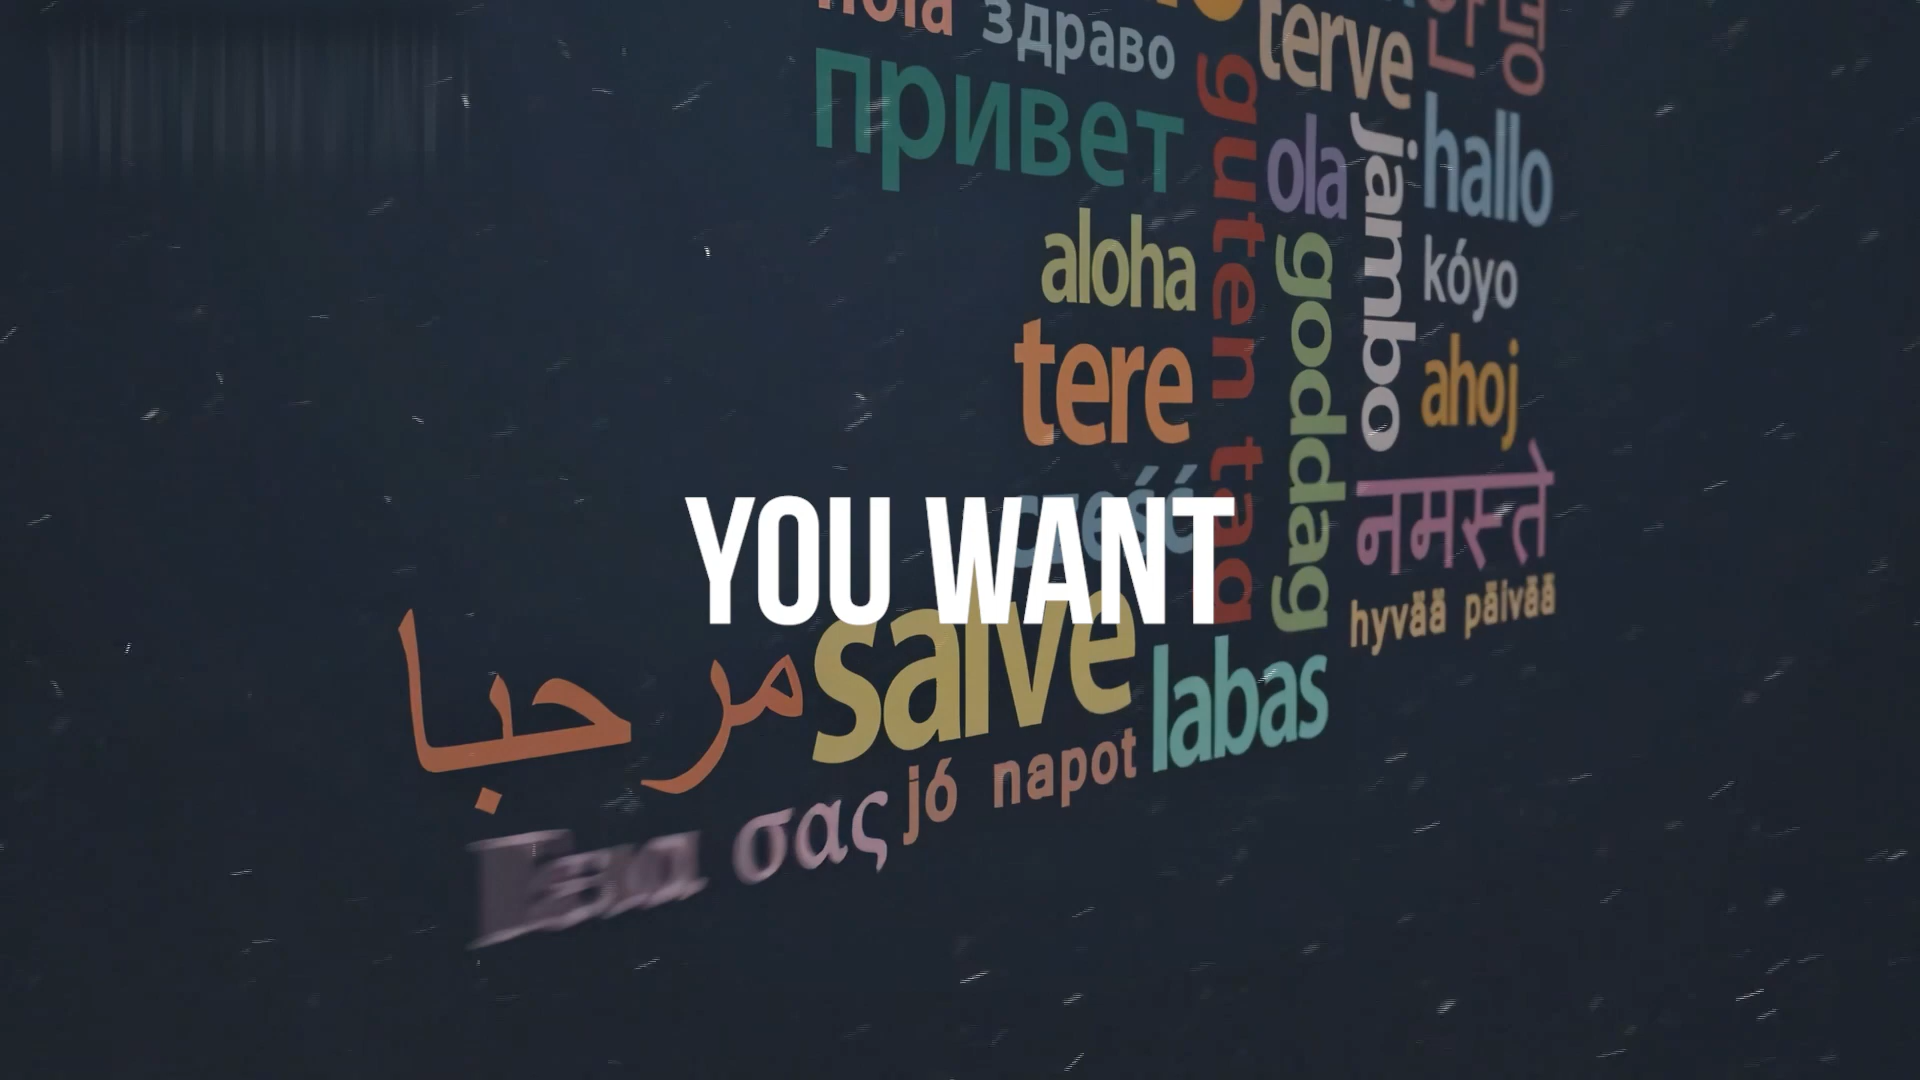 hola
здраво
terve
привет
guten tag
ola
jambo
hallo
aloha
goddag
kóyo
tere
ahoj
cześć
नमस्ते
YOU WANT
hyvää päivää
مرحبا
salve
labas
jó napot
σας